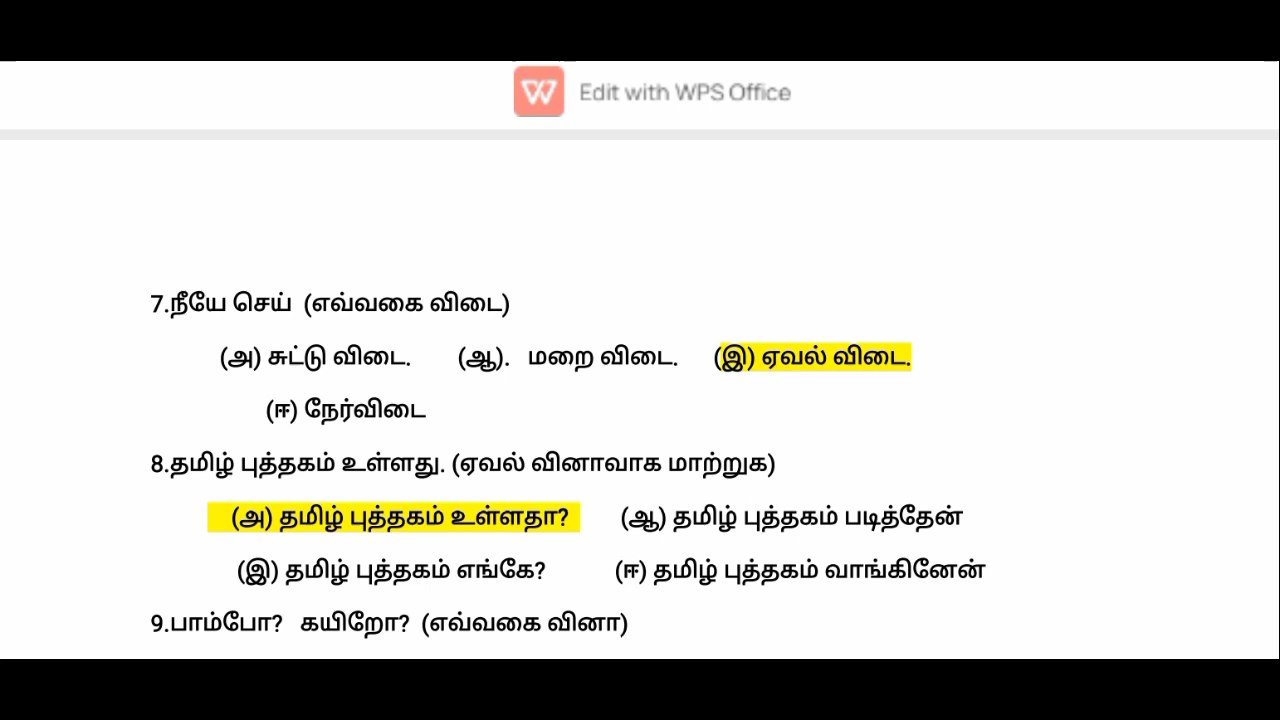 Edit with WPS Office
7.நீயே செய் (எவ்வகை விடை)
(அ) சுட்டு விடை. (ஆ). மறை விடை. (இ) ஏவல் விடை.
(ஈ) நேர்விடை
8.தமிழ் புத்தகம் உள்ளது. (ஏவல் வினாவாக மாற்றுக)
(அ) தமிழ் புத்தகம் உள்ளதா? (ஆ) தமிழ் புத்தகம் படித்தேன்
(இ) தமிழ் புத்தகம் எங்கே? (ஈ) தமிழ் புத்தகம் வாங்கினேன்
9.பாம்போ? கயிறோ? (எவ்வகை வினா)